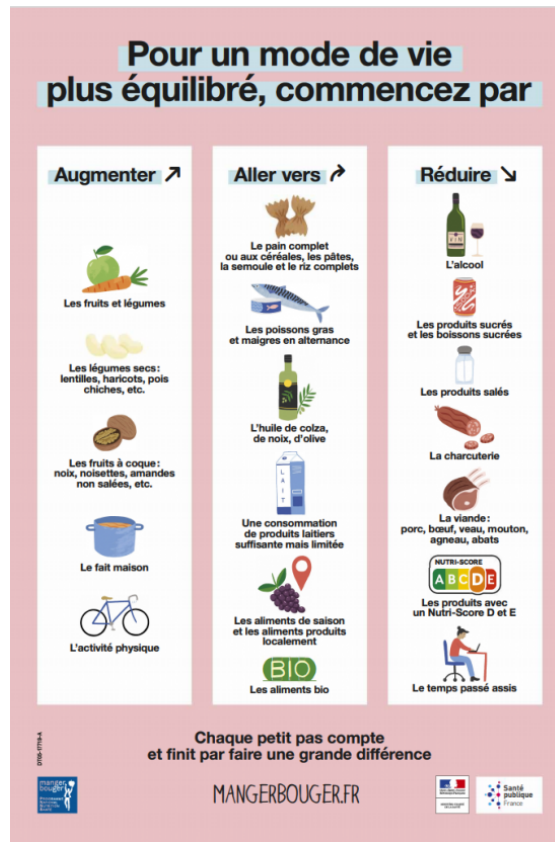 Pour un mode de vie
plus équilibré, commencez par
Augmenter
Les fruits et légumes
Les légumes secs :
lentilles, haricots, pois
chiches, etc.
Les fruits à coque :
noix, noisettes, amandes
non salées, etc.
Le fait maison
L'activité physique
Aller vers
Le pain complet
ou aux céréales, les pâtes,
la semoule et le riz complets
Les poissons gras
et maigres en alternance
L'huile de colza,
de noix, d'olive
LAIT
Une consommation
de produits laitiers
suffisante mais limitée
Les aliments de saison
et les aliments produits
localement
BIO
Les aliments bio
Réduire
L'alcool
Les produits sucrés
et les boissons sucrées
Les produits salés
La charcuterie
La viande :
porc, bœuf, veau, mouton,
agneau, abats
NUTRI-SCORE
A B C D E
Les produits avec
un Nutri-Score D et E
Le temps passé assis
Chaque petit pas compte
et finit par faire une grande différence
manger
bouger
MANGERBOUGER.FR
Santé
publique
France